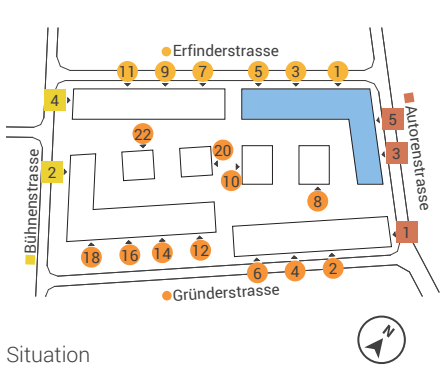 Erfinderstrasse
11 9 7 5 3 1
4
Autorenstrasse
5
22
20
3
2
10
8
Bühnenstrasse
1
18 16 14 12
6 4 2
Gründerstrasse
N
Situation